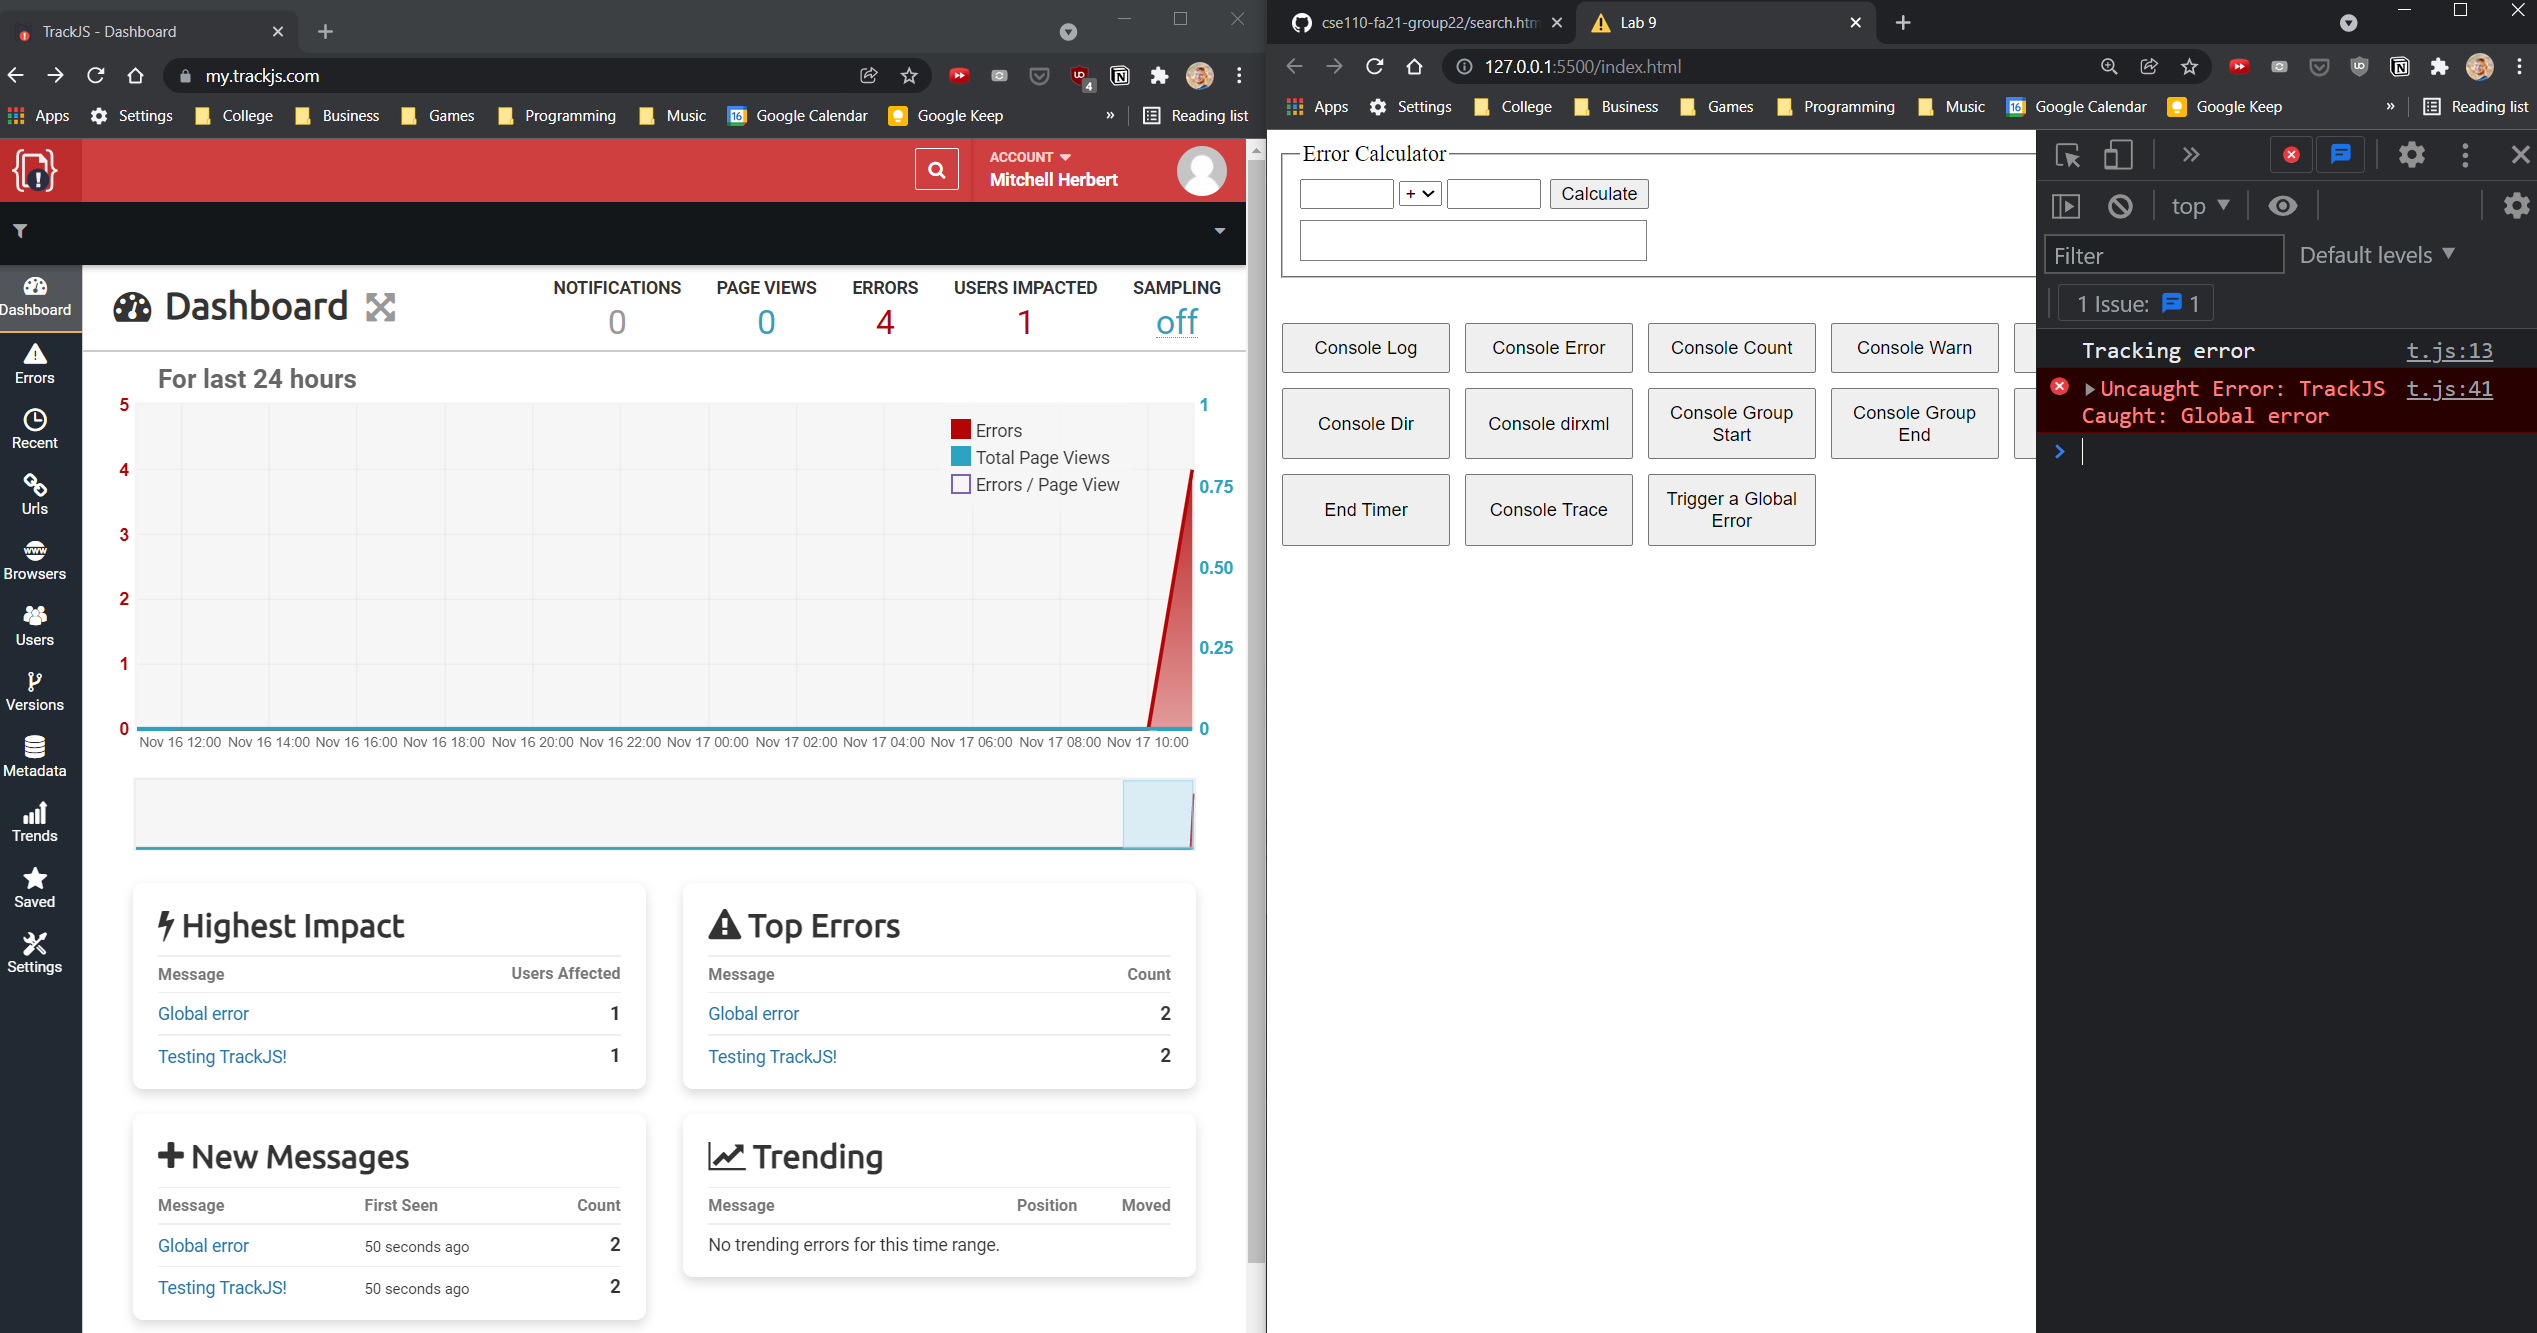 TrackJS - Dashboard
my.trackjs.com
4
Apps Settings College Business Games Programming Music 16 Google Calendar Google Keep » Reading list
ACCOUNT
Mitchell Herbert
Dashboard
Errors
Recent
Urls
www
Browsers
Users
Versions
Metadata
Trends
Saved
Settings
Dashboard
NOTIFICATIONS PAGE VIEWS ERRORS USERS IMPACTED SAMPLING
0 0 4 1 off
For last 24 hours
5
4
3
2
1
0
1
0.75
0.50
0.25
0
Errors
Total Page Views
Errors / Page View
Nov 16 12:00 Nov 16 14:00 Nov 16 16:00 Nov 16 18:00 Nov 16 20:00 Nov 16 22:00 Nov 17 00:00 Nov 17 02:00 Nov 17 04:00 Nov 17 06:00 Nov 17 08:00 Nov 17 10:00
Highest Impact
Message Users Affected
Global error 1
Testing TrackJS! 1
Top Errors
Message Count
Global error 2
Testing TrackJS! 2
New Messages
Message First Seen Count
Global error 50 seconds ago 2
Testing TrackJS! 50 seconds ago 2
Trending
Message Position Moved
No trending errors for this time range.
cse110-fa21-group22/search.htm
Lab 9
127.0.0.1:5500/index.html
Apps Settings College Business Games Programming Music 16 Google Calendar Google Keep » Reading list
Error Calculator
+ Calculate
Console Log
Console Error
Console Count
Console Warn
Console Dir
Console dirxml
Console Group
Start
Console Group
End
End Timer
Console Trace
Trigger a Global
Error
top
Filter
Default levels
1 Issue: 1
Tracking error t.js:13
Uncaught Error: TrackJS t.js:41
Caught: Global error